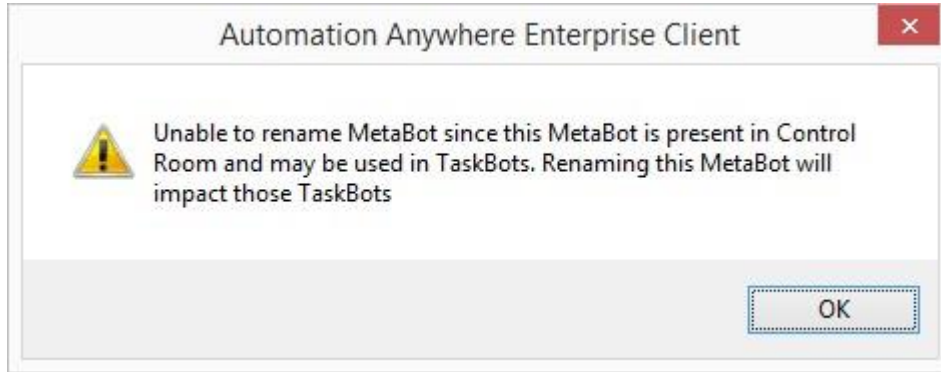 Automation Anywhere Enterprise Client
Unable to rename MetaBot since this MetaBot is present in Control
Room and may be used in TaskBots. Renaming this MetaBot will
impact those TaskBots
OK